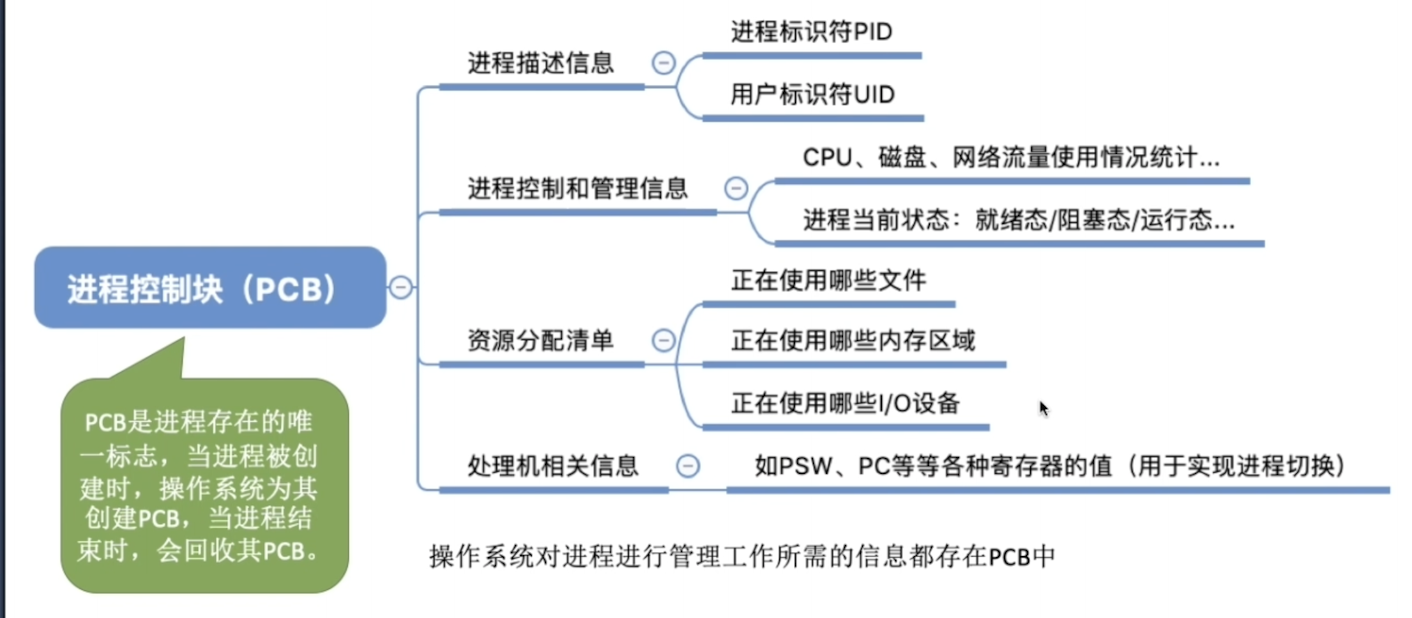 进程描述信息
进程标识符PID
用户标识符UID
进程控制和管理信息
CPU、磁盘、网络流量使用情况统计...
进程当前状态：就绪态/阻塞态/运行态...
进程控制块（PCB）
资源分配清单
正在使用哪些文件
正在使用哪些内存区域
正在使用哪些I/O设备
处理机相关信息
如PSW、PC等等各种寄存器的值（用于实现进程切换）
PCB是进程存在的唯
一标志，当进程被创
建时，操作系统为其
创建PCB，当进程结
束时，会回收其PCB。
操作系统对进程进行管理工作所需的信息都存在PCB中